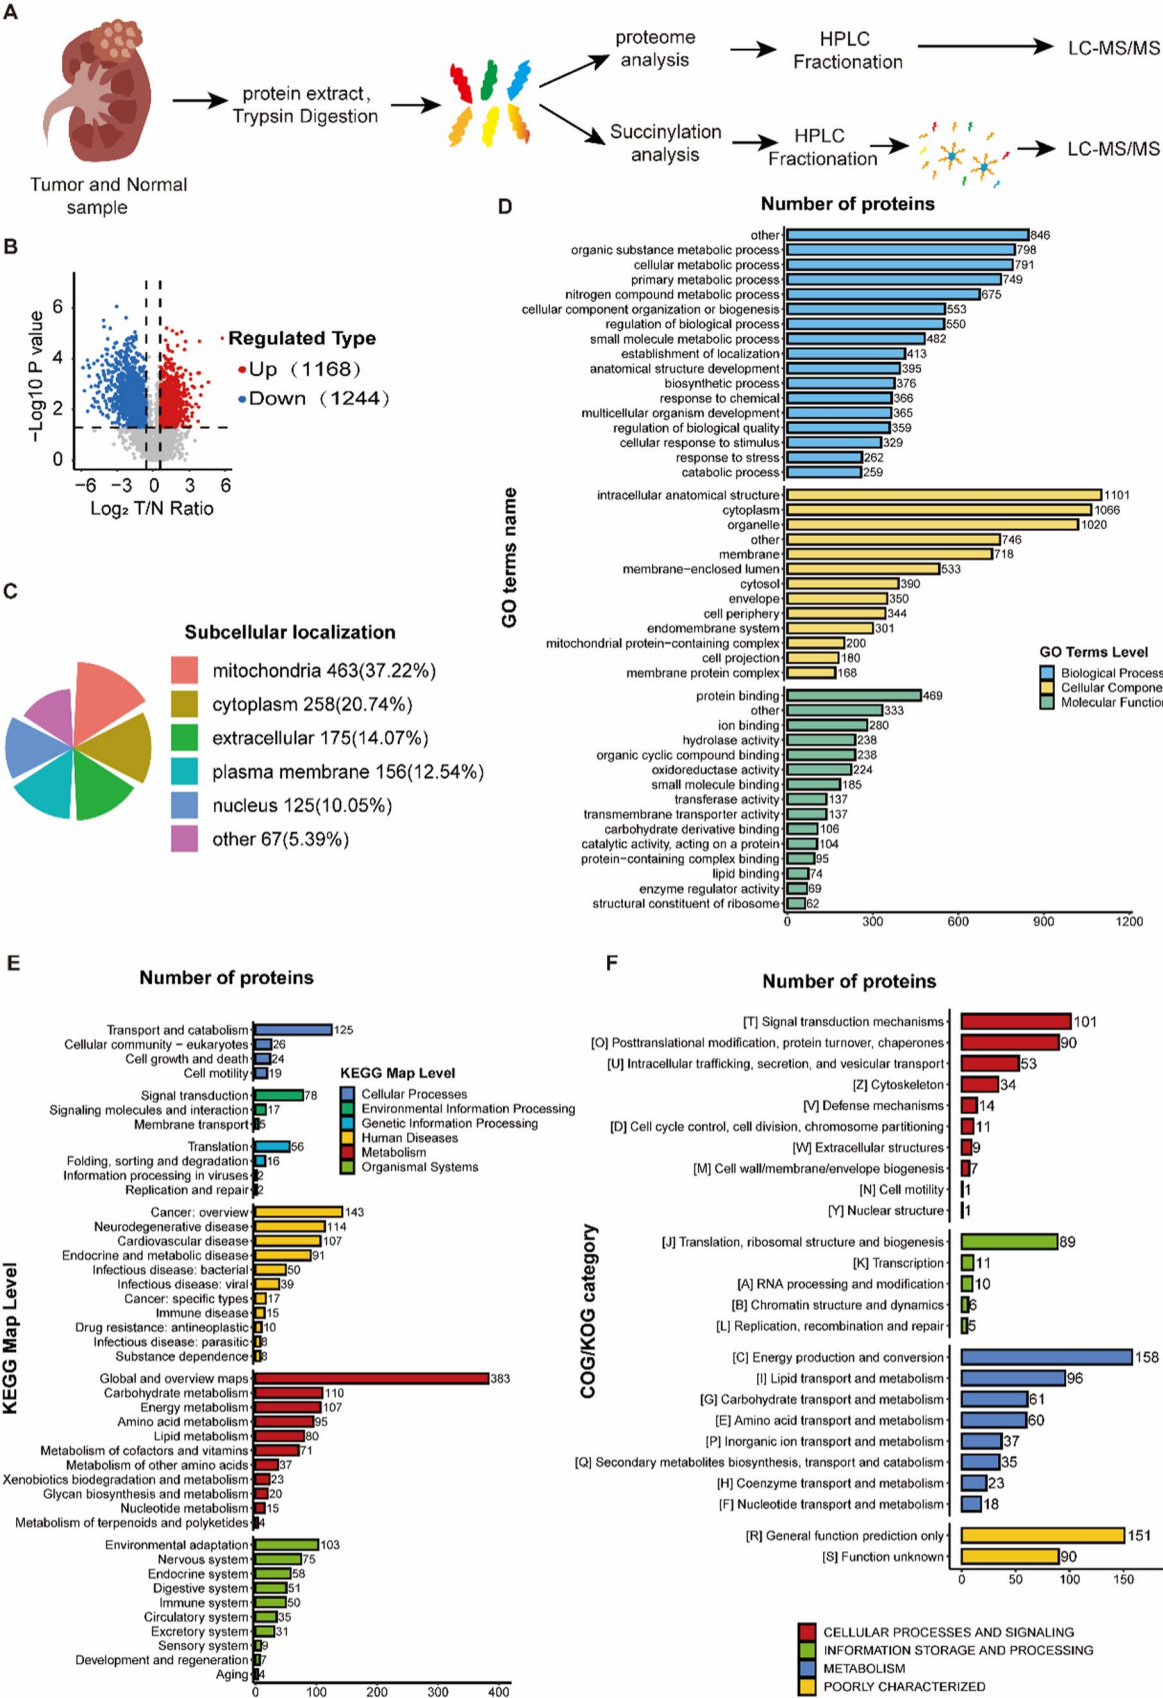 A
Tumor and Normal
sample
protein extract,
Trypsin Digestion
proteome
analysis
HPLC
Fractionation
LC-MS/MS
Succinylation
analysis
HPLC
Fractionation
LC-MS/MS
B
−Log10 P value
6
4
2
0
−6 −3 0 3 6
Log₂ T/N Ratio
Regulated Type
Up （1168）
Down （1244）
C
Subcellular localization
mitochondria 463(37.22%)
cytoplasm 258(20.74%)
extracellular 175(14.07%)
plasma membrane 156(12.54%)
nucleus 125(10.05%)
other 67(5.39%)
D
Number of proteins
GO terms name
other 846
organic substance metabolic process 798
cellular metabolic process 791
primary metabolic process 749
nitrogen compound metabolic process 675
cellular component organization or biogenesis 553
regulation of biological process 550
small molecule metabolic process 482
establishment of localization 413
anatomical structure development 395
biosynthetic process 376
response to chemical 366
multicellular organism development 365
regulation of biological quality 359
cellular response to stimulus 329
response to stress 262
catabolic process 259
intracellular anatomical structure 1101
cytoplasm 1066
organelle 1020
other 746
membrane 718
membrane−enclosed lumen 533
cytosol 390
envelope 350
cell periphery 344
endomembrane system 301
mitochondrial protein−containing complex 200
cell projection 180
membrane protein complex 168
protein binding 469
other 333
ion binding 280
hydrolase activity 238
organic cyclic compound binding 238
oxidoreductase activity 224
small molecule binding 185
transferase activity 137
transmembrane transporter activity 137
carbohydrate derivative binding 106
catalytic activity, acting on a protein 104
protein−containing complex binding 95
lipid binding 74
enzyme regulator activity 69
structural constituent of ribosome 62
0 300 600 900 1200
GO Terms Level
Biological Process
Cellular Compone
Molecular Function
E
Number of proteins
KEGG Map Level
Transport and catabolism 125
Cellular community − eukaryotes 26
Cell growth and death 24
Cell motility 19
Signal transduction 78
Signaling molecules and interaction 17
Membrane transport 5
Translation 56
Folding, sorting and degradation 16
Information processing in viruses 2
Replication and repair 2
Cancer: overview 143
Neurodegenerative disease 114
Cardiovascular disease 107
Endocrine and metabolic disease 91
Infectious disease: bacterial 50
Infectious disease: viral 39
Cancer: specific types 17
Immune disease 15
Drug resistance: antineoplastic 10
Infectious disease: parasitic 8
Substance dependence 8
Global and overview maps 383
Carbohydrate metabolism 110
Energy metabolism 107
Amino acid metabolism 95
Lipid metabolism 80
Metabolism of cofactors and vitamins 71
Metabolism of other amino acids 37
Xenobiotics biodegradation and metabolism 23
Glycan biosynthesis and metabolism 20
Nucleotide metabolism 15
Metabolism of terpenoids and polyketides 4
Environmental adaptation 103
Nervous system 75
Endocrine system 58
Digestive system 51
Immune system 50
Circulatory system 35
Excretory system 31
Sensory system 9
Development and regeneration 7
Aging 4
0 100 200 300 400
KEGG Map Level
Cellular Processes
Environmental Information Processing
Genetic Information Processing
Human Diseases
Metabolism
Organismal Systems
F
Number of proteins
COG/KOG category
[T] Signal transduction mechanisms 101
[O] Posttranslational modification, protein turnover, chaperones 90
[U] Intracellular trafficking, secretion, and vesicular transport 53
[Z] Cytoskeleton 34
[V] Defense mechanisms 14
[D] Cell cycle control, cell division, chromosome partitioning 11
[W] Extracellular structures 9
[M] Cell wall/membrane/envelope biogenesis 7
[N] Cell motility 1
[Y] Nuclear structure 1
[J] Translation, ribosomal structure and biogenesis 89
[K] Transcription 11
[A] RNA processing and modification 10
[B] Chromatin structure and dynamics 6
[L] Replication, recombination and repair 5
[C] Energy production and conversion 158
[I] Lipid transport and metabolism 96
[G] Carbohydrate transport and metabolism 61
[E] Amino acid transport and metabolism 60
[P] Inorganic ion transport and metabolism 37
[Q] Secondary metabolites biosynthesis, transport and catabolism 35
[H] Coenzyme transport and metabolism 23
[F] Nucleotide transport and metabolism 18
[R] General function prediction only 151
[S] Function unknown 90
0 50 100 150
CELLULAR PROCESSES AND SIGNALING
INFORMATION STORAGE AND PROCESSING
METABOLISM
POORLY CHARACTERIZED